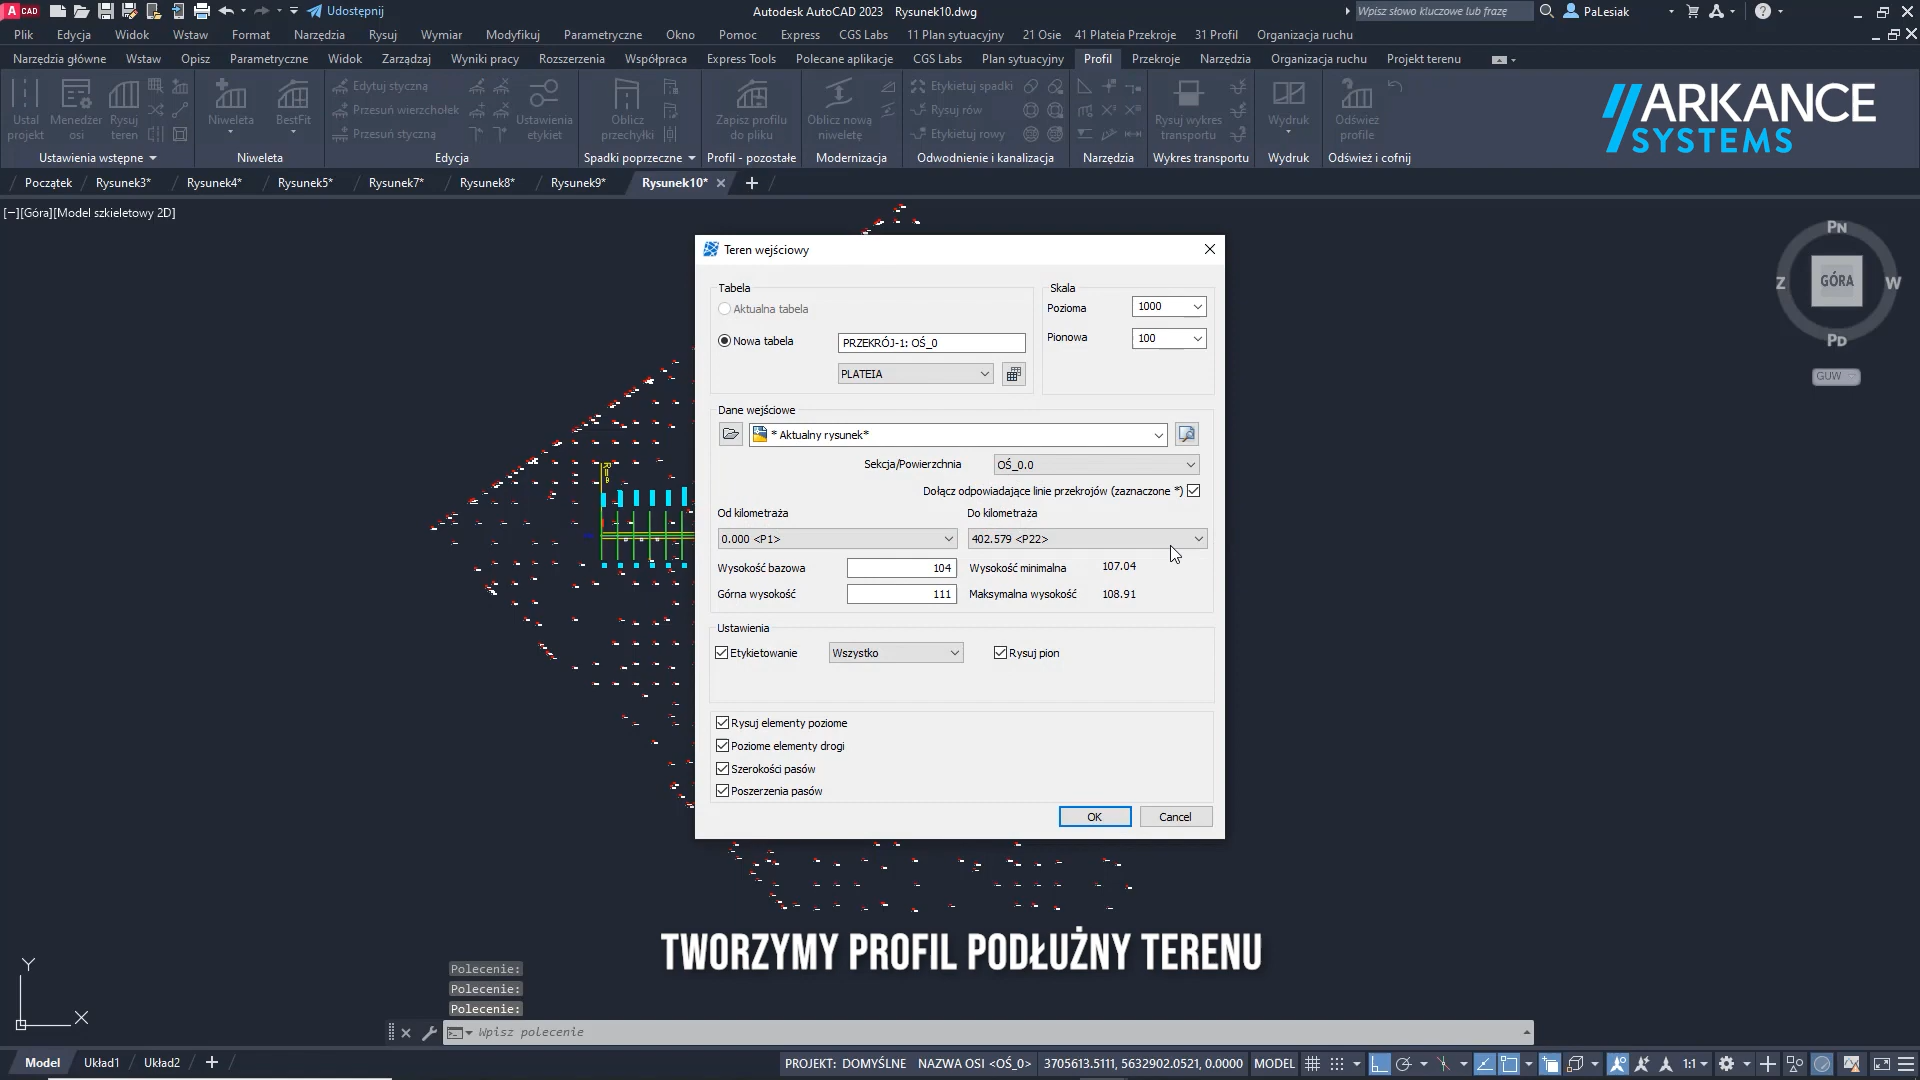 A CAD
Udostępnij
Autodesk AutoCAD 2023 Rysunek10.dwg
Wpisz słowo kluczowe lub frazę
PaLesiak
Plik Edycja Widok Wstaw Format Narzędzia Rysuj Wymiar Modyfikuj Parametryczne Okno Pomoc Express CGS Labs 11 Plan sytuacyjny 21 Osie 41 Plateia Przekroje 31 Profil Organizacja ruchu
Narzędzia główne Wstaw Opisz Parametryczne Widok Zarządzaj Wyniki pracy Rozszerzenia Współpraca Express Tools Polecane aplikacje CGS Labs Plan sytuacyjny Profil Przekroje Narzędzia Organizacja ruchu Projekt terenu
Ustal projekt
Menedżer osi
Rysuj teren
Niweleta
BestFit
Edytuj styczną
Przesuń wierzchołek
Przesuń styczną
Ustawienia etykiet
Oblicz przechyłki
Zapisz profilu do pliku
Oblicz nową niweletę
Etykietuj spadki
Rysuj rów
Etykietuj rowy
Rysuj wykres transportu
Wydruk
Odśwież profile
ARKANCE
SYSTEMS
Ustawienia wstępne Niweleta Edycja Spadki poprzeczne Profil - pozostałe Modernizacja Odwodnienie i kanalizacja Narzędzia Wykres transportu Wydruk Odśwież i cofnij
Początek Rysunek3* Rysunek4* Rysunek5* Rysunek7* Rysunek8* Rysunek9* Rysunek10*
[−][Góra][Model szkieletowy 2D]
PN
Z GÓRA W
PD
GUW
Teren wejściowy
Tabela
Aktualna tabela
Nowa tabela PRZEKRÓJ-1: OŚ_0
PLATEIA
Skala
Pozioma 1000
Pionowa 100
Dane wejściowe
* Aktualny rysunek*
Sekcja/Powierzchnia OŚ_0.0
Dołącz odpowiadające linie przekrojów (zaznaczone *)
Od kilometraża Do kilometraża
0.000 <P1> 402.579 <P22>
Wysokość bazowa 104 Wysokość minimalna 107.04
Górna wysokość 111 Maksymalna wysokość 108.91
Ustawienia
Etykietowanie Wszystko Rysuj pion
Rysuj elementy poziome
Poziome elementy drogi
Szerokości pasów
Poszerzenia pasów
OK Cancel
TWORZYMY PROFIL PODŁUŻNY TERENU
Polecenie:
Polecenie:
Polecenie:
Wpisz polecenie
Y
X
Model Układ1 Układ2
PROJEKT: DOMYŚLNE NAZWA OSI <OŚ_0> 3705613.5111, 5632902.0521, 0.0000 MODEL 1:1